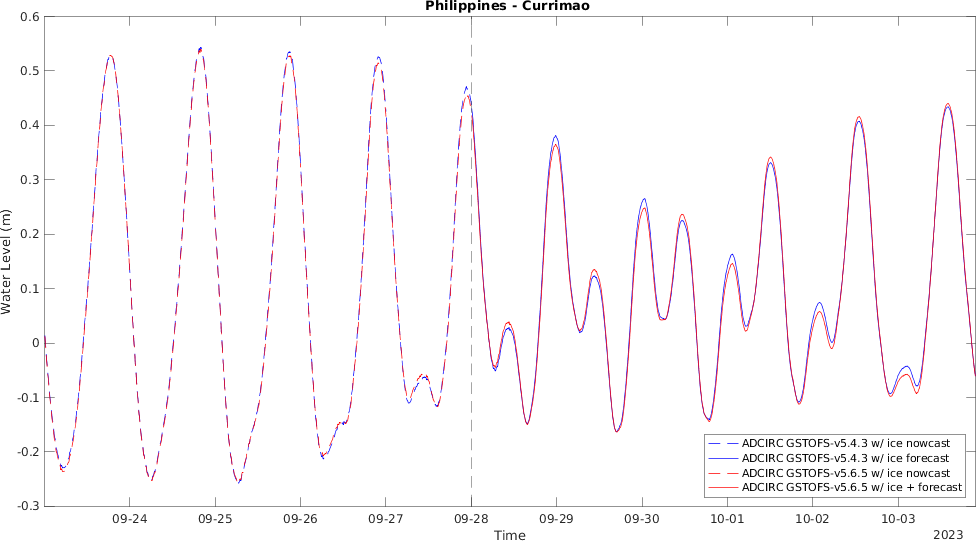 Philippines - Currimao
0.6
0.5
0.4
0.3
0.2
0.1
0
-0.1
-0.2
-0.3
Water Level (m)
ADCIRC GSTOFS-v5.4.3 w/ ice nowcast
ADCIRC GSTOFS-v5.4.3 w/ ice forecast
ADCIRC GSTOFS-v5.6.5 w/ ice nowcast
ADCIRC GSTOFS-v5.6.5 w/ ice + forecast
09-24 09-25 09-26 09-27 09-28 09-29 09-30 10-01 10-02 10-03
Time
2023